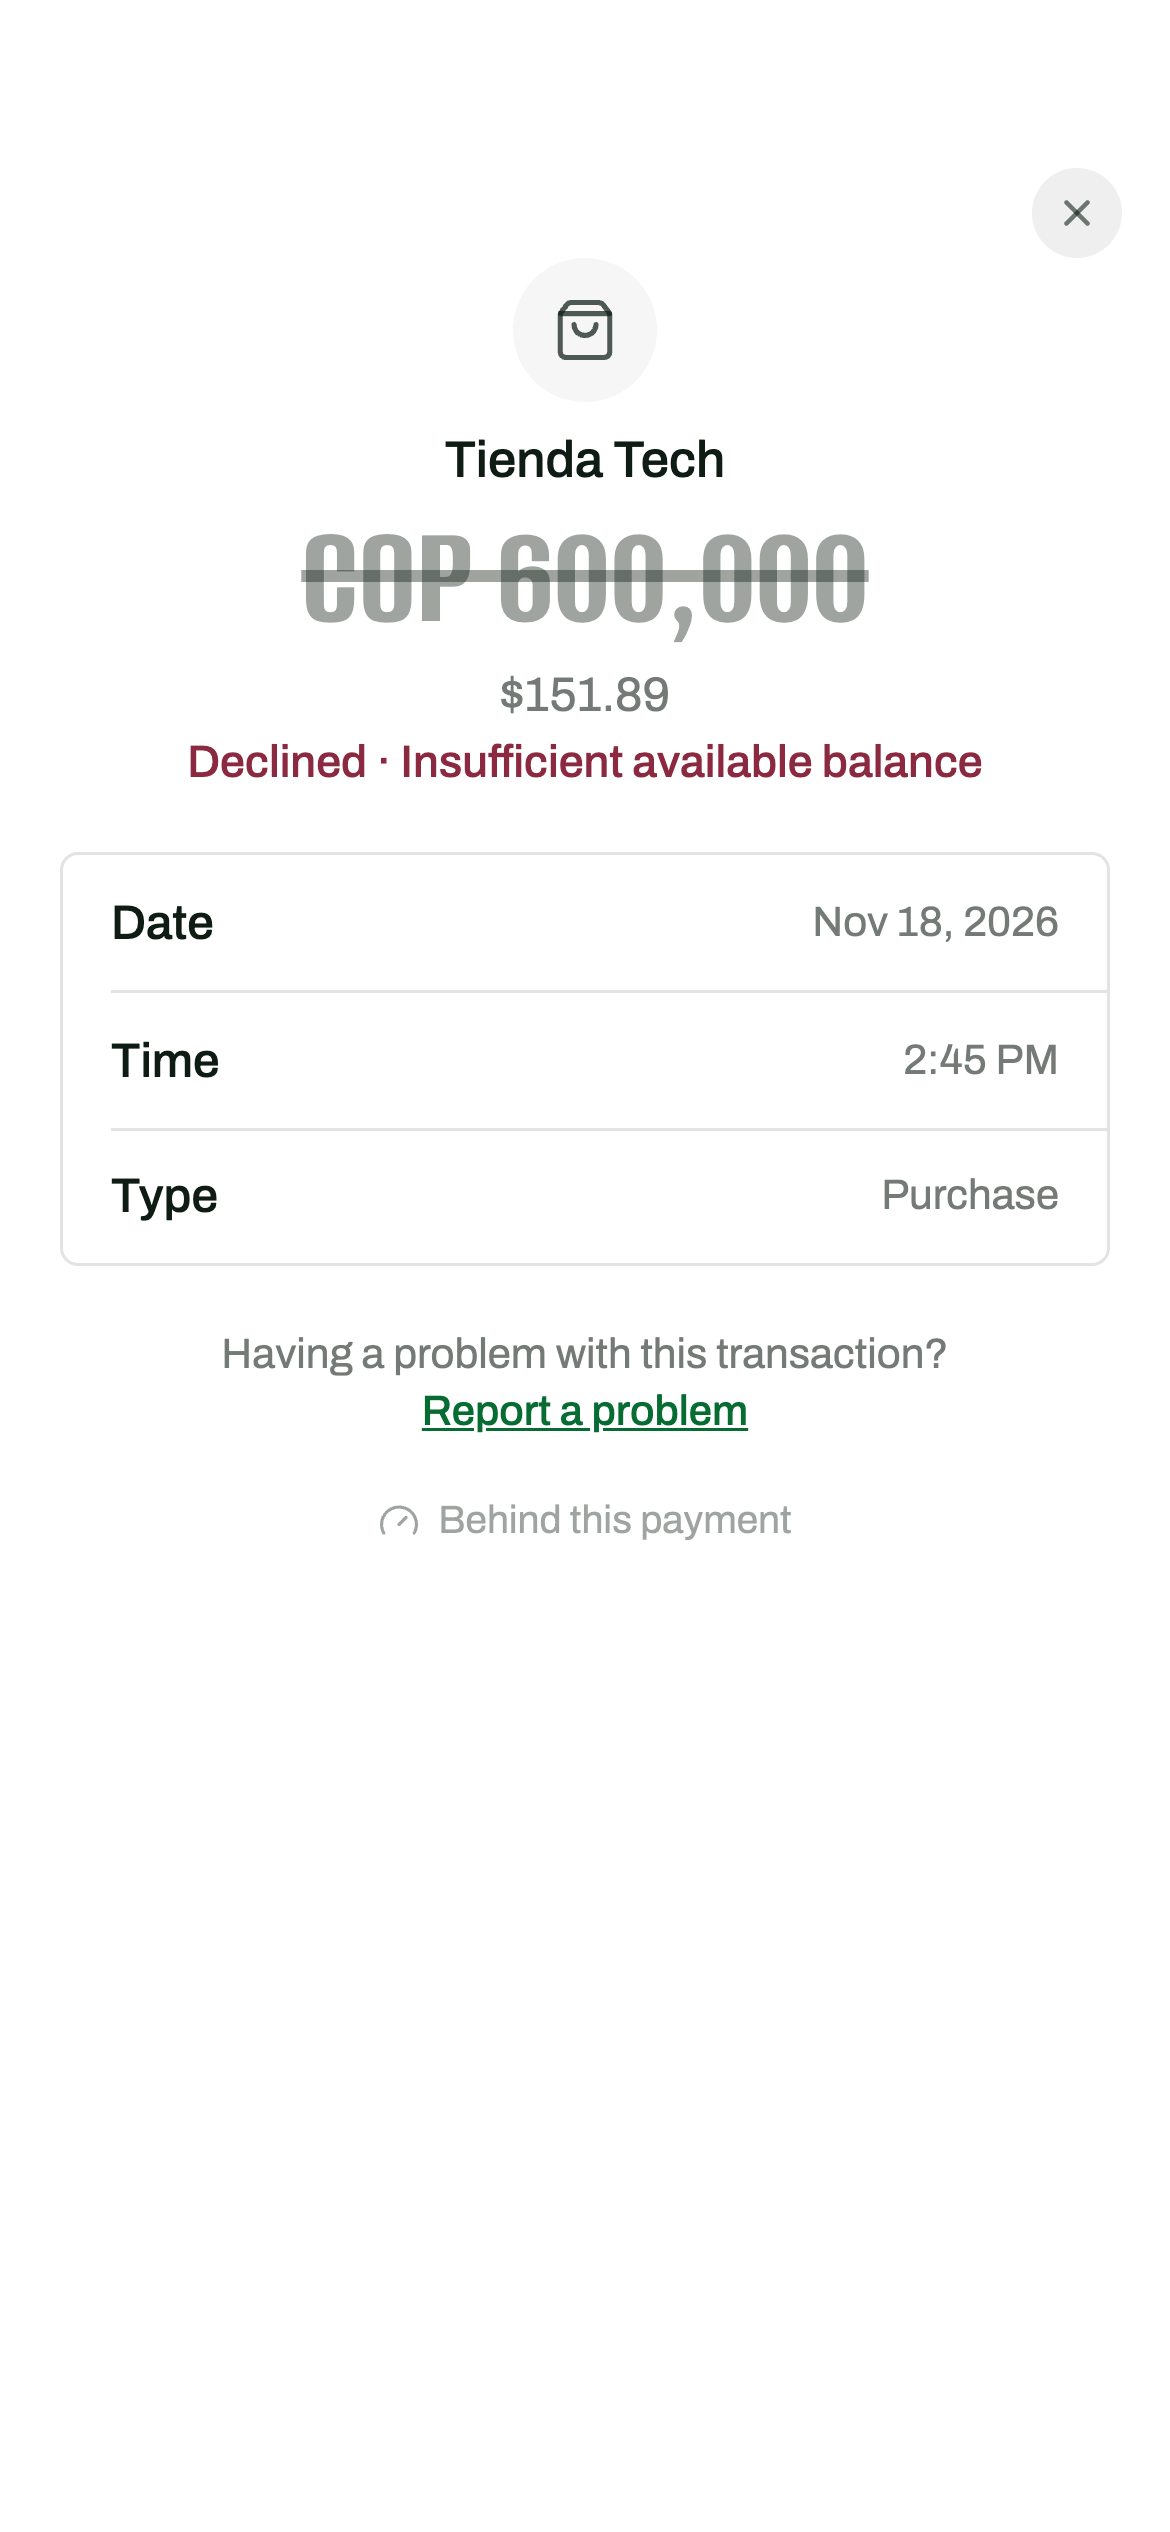 Tienda Tech
COP 600,000
$151.89
Declined · Insufficient available balance
Date Nov 18, 2026
Time 2:45 PM
Type Purchase
Having a problem with this transaction?
Report a problem
Behind this payment